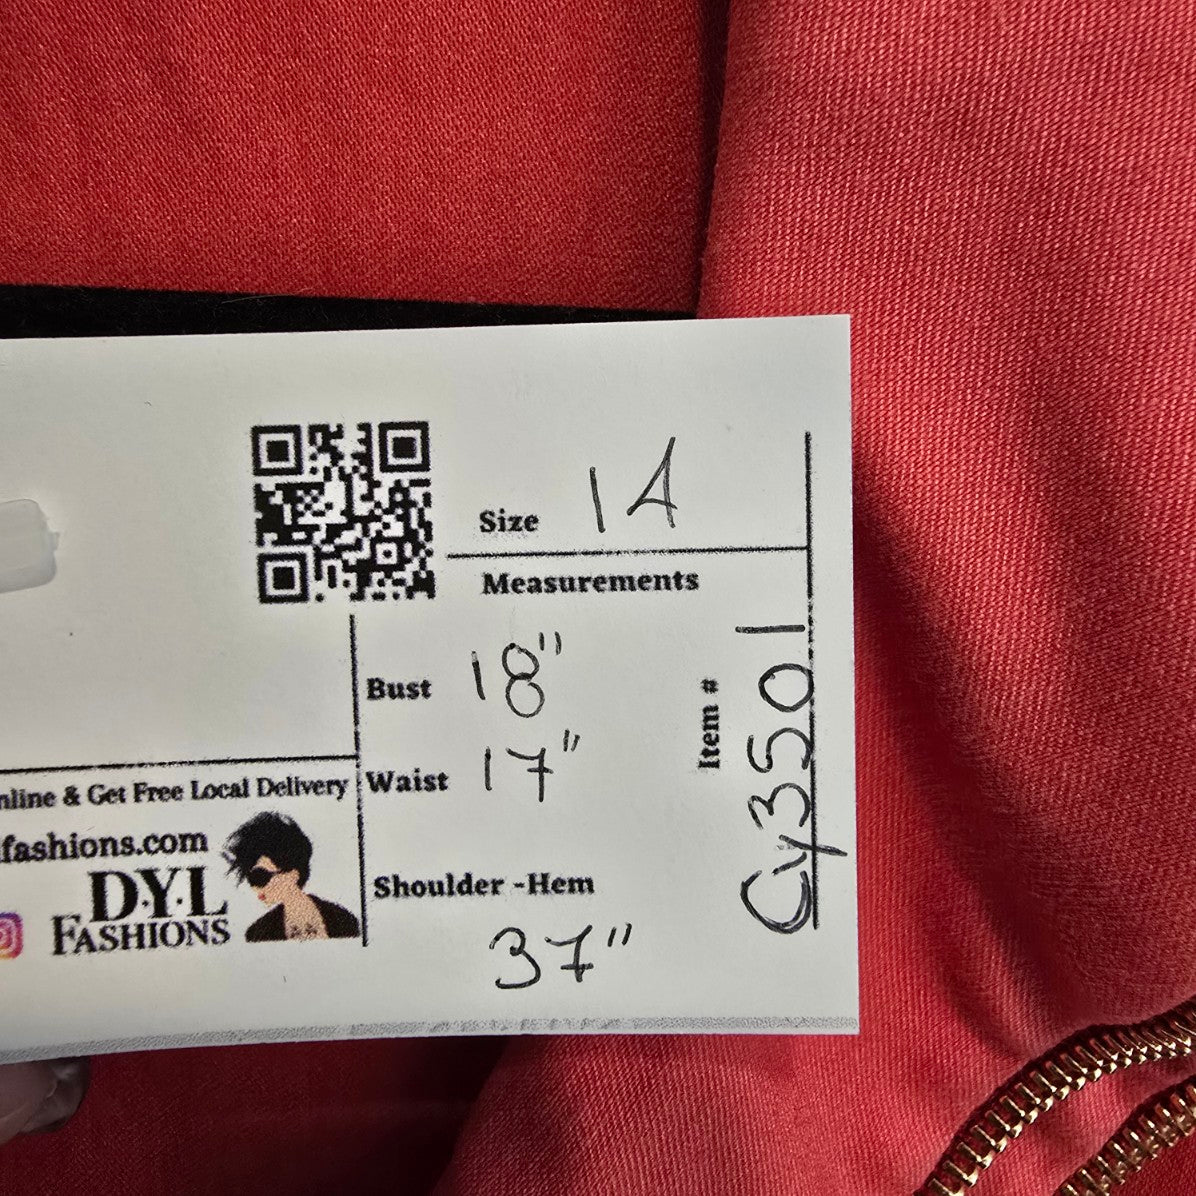 Size 14
Measurements
Bust 18"
Waist 17"
Shoulder -Hem
37"
Item #
Cy3501
nline & Get Free Local Delivery
fashions.com
D·Y·L
FASHIONS